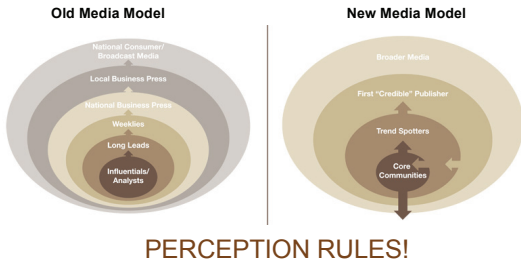 Old Media Model
National Consumer/
Broadcast Media
Local Business Press
National Business Press
Weeklies
Long Leads
Influentials/
Analysts
New Media Model
Broader Media
First "Credible" Publisher
Trend Spotters
Core
Communities
PERCEPTION RULES!